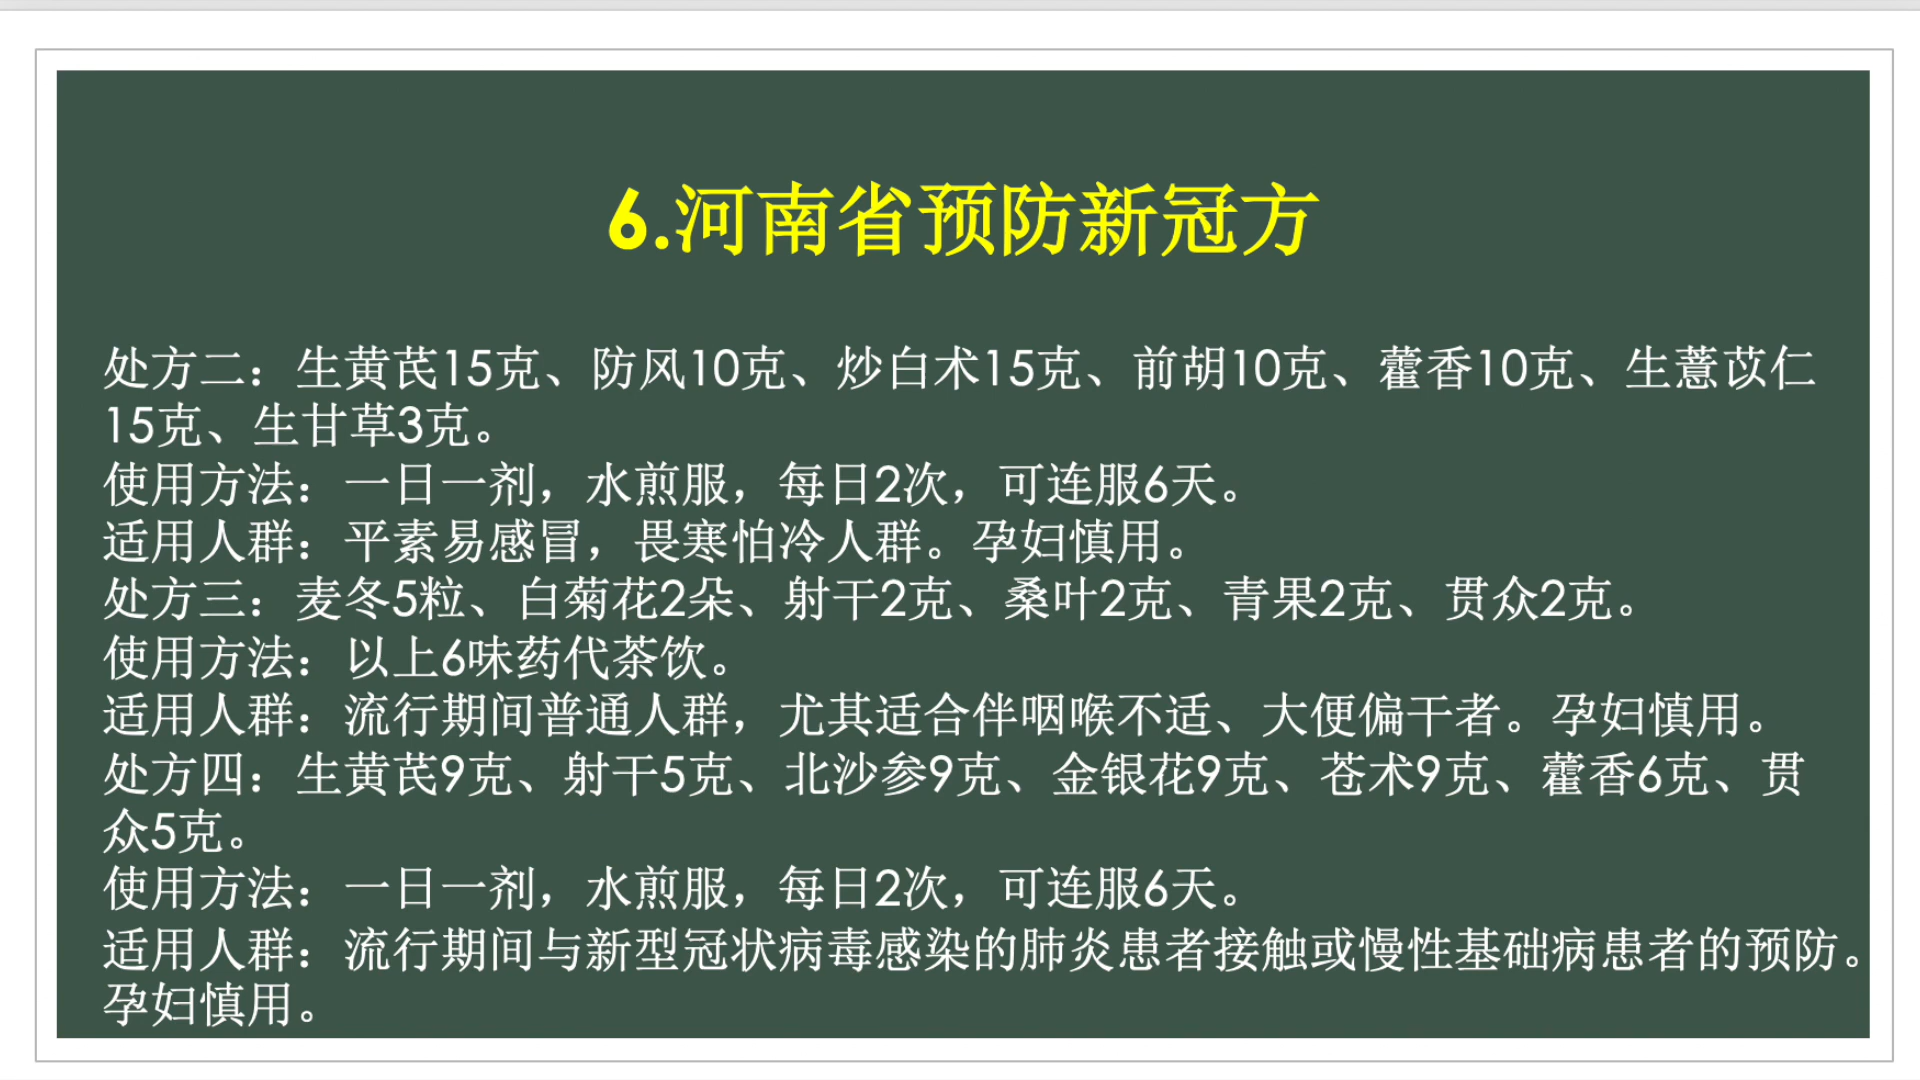 6.河南省预防新冠方
处方二：生黄芪15克、防风10克、炒白术15克、前胡10克、藿香10克、生薏苡仁
15克、生甘草3克。
使用方法：一日一剂，水煎服，每日2次，可连服6天。
适用人群：平素易感冒，畏寒怕冷人群。孕妇慎用。
处方三：麦冬5粒、白菊花2朵、射干2克、桑叶2克、青果2克、贯众2克。
使用方法：以上6味药代茶饮。
适用人群：流行期间普通人群，尤其适合伴咽喉不适、大便偏干者。孕妇慎用。
处方四：生黄芪9克、射干5克、北沙参9克、金银花9克、苍术9克、藿香6克、贯
众5克。
使用方法：一日一剂，水煎服，每日2次，可连服6天。
适用人群：流行期间与新型冠状病毒感染的肺炎患者接触或慢性基础病患者的预防。
孕妇慎用。